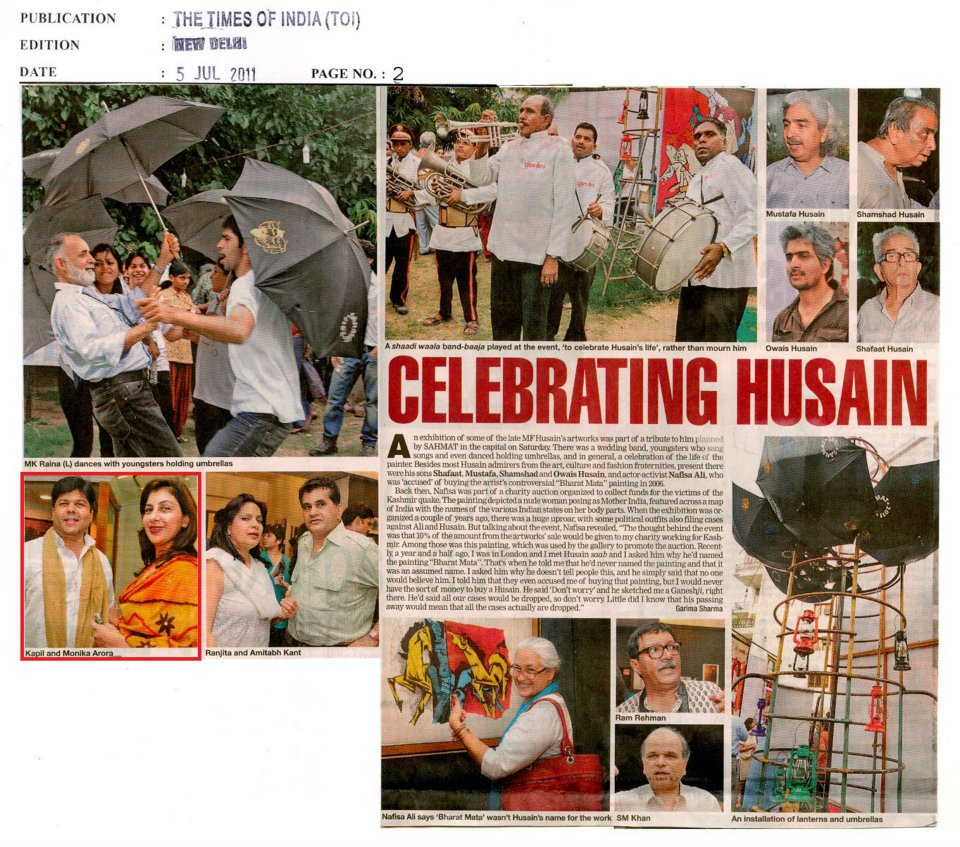 PUBLICATION : THE TIMES OF INDIA (TOI)
EDITION : NEW DELHI
DATE : 5 JUL 2011 PAGE NO. : 2
MK Raina (L) dances with youngsters holding umbrellas
Kapil and Monika Arora
Ranjita and Amitabh Kant
A shaadi waala band-baaja played at the event, 'to celebrate Husain's life', rather than mourn him
Mustafa Husain
Shamshad Husain
Owais Husain
Shafaat Husain
CELEBRATING HUSAIN
An exhibition of some of the late MF Husain's artworks was part of a tribute to him planned
by SAHMAT in the capital on Saturday. There was a wedding band, youngsters who sang
songs and even danced holding umbrellas, and in general, a celebration of the life of the
painter. Besides most Husain admirers from the art, culture and fashion fraternities, present there
were his sons Shafaat, Mustafa, Shamshad and Owais Husain, and actor-activist Nafisa Ali, who
was 'accused' of buying the artist's controversial "Bharat Mata" painting in 2006.
Back then, Nafisa was part of a charity auction organized to collect funds for the victims of the
Kashmir quake. The painting depicted a nude woman posing as Mother India, featured across a map
of India with the names of the various Indian states on her body parts. When the exhibition was or-
ganized a couple of years ago, there was a huge uproar, with some political outfits also filing cases
against Ali and Husain. But talking about the event, Nafisa revealed, "The thought behind the event
was that 10% of the amount from the artworks' sale would be given to my charity working for Kash-
mir. Among those was this painting, which was used by the gallery to promote the auction. Recent-
ly, a year and a half ago, I was in London and I met Husain saab and I asked him why he'd named
the painting "Bharat Mata". That's when he told me that he'd never named the painting and that it
was an assumed name. I asked him why he doesn't tell people this, and he simply said that no one
would believe him. I told him that they even accused me of buying that painting, but I would never
have the sort of money to buy a Husain. He said 'Don't worry' and he sketched me a Ganeshji, right
there. He'd said all our cases would be dropped, so don't worry. Little did I know that his passing
away would mean that all the cases actually are dropped."
Garima Sharma
Nafisa Ali says 'Bharat Mata' wasn't Husain's name for the work
Ram Rehman
SM Khan
An installation of lanterns and umbrellas